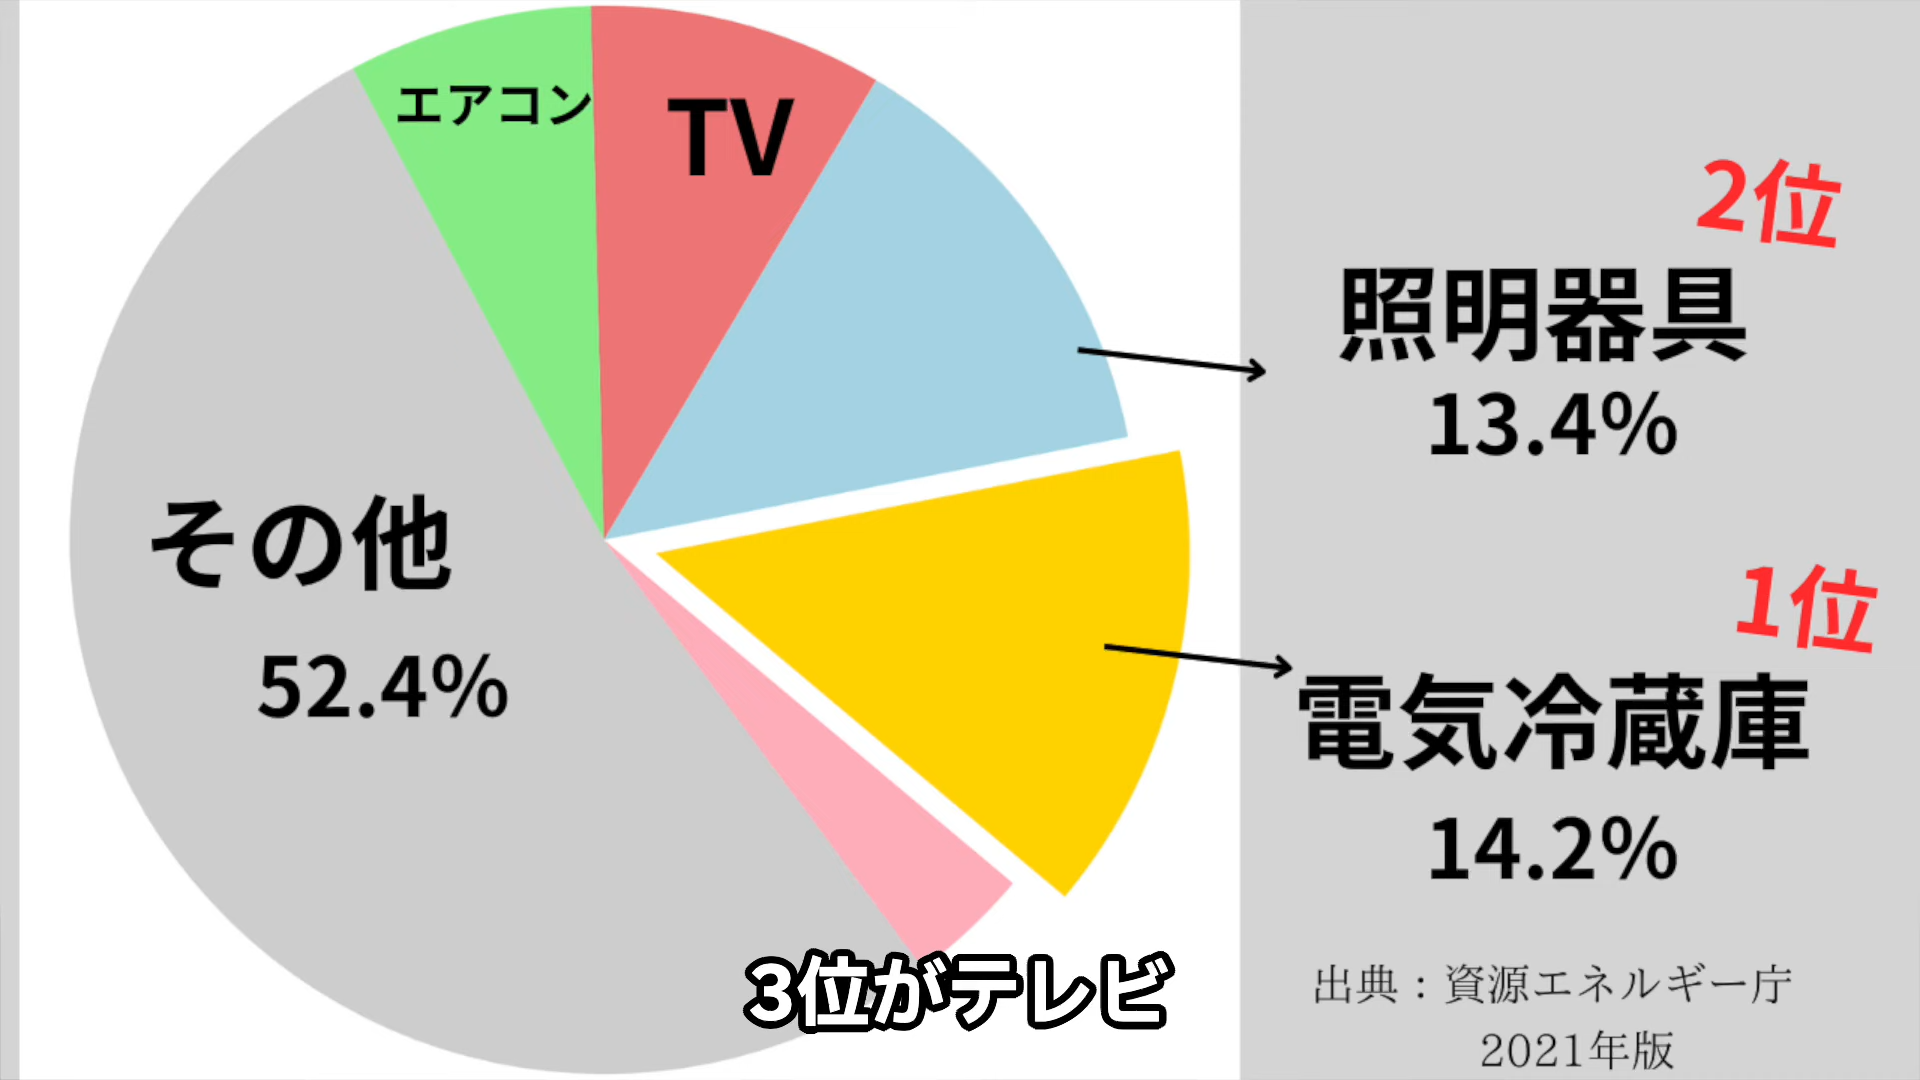 エアコン
TV
2位
照明器具
13.4%
その他
52.4%
1位
電気冷蔵庫
14.2%
3位がテレビ
出典：資源エネルギー庁
2021年版